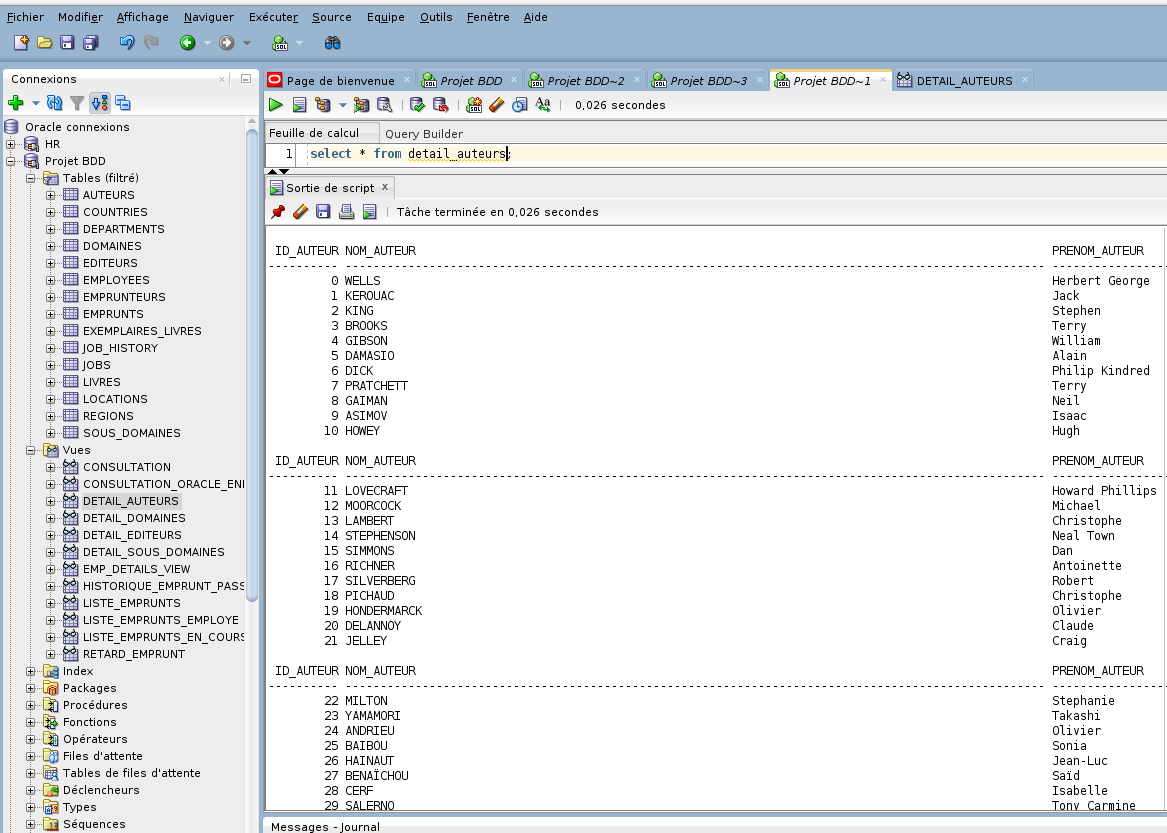 Fichier Modifier Affichage Naviguer Exécuter Source Equipe Outils Fenêtre Aide
Connexions
Oracle connexions
HR
Projet BDD
Tables (filtré)
AUTEURS
COUNTRIES
DEPARTMENTS
DOMAINES
EDITEURS
EMPLOYEES
EMPRUNTEURS
EMPRUNTS
EXEMPLAIRES_LIVRES
JOB_HISTORY
JOBS
LIVRES
LOCATIONS
REGIONS
SOUS_DOMAINES
Vues
CONSULTATION
CONSULTATION_ORACLE_EN
DETAIL_AUTEURS
DETAIL_DOMAINES
DETAIL_EDITEURS
DETAIL_SOUS_DOMAINES
EMP_DETAILS_VIEW
HISTORIQUE_EMPRUNT_PASS
LISTE_EMPRUNTS
LISTE_EMPRUNTS_EMPLOYE
LISTE_EMPRUNTS_EN_COURS
RETARD_EMPRUNT
Index
Packages
Procédures
Fonctions
Opérateurs
Files d'attente
Tables de files d'attente
Déclencheurs
Types
Séquences
Page de bienvenue Projet BDD Projet BDD~2 Projet BDD~3 Projet BDD~1 DETAIL_AUTEURS
0,026 secondes
Feuille de calcul Query Builder
1 select * from detail_auteurs;
Sortie de script
Tâche terminée en 0,026 secondes
ID_AUTEUR NOM_AUTEUR PRENOM_AUTEUR
0 WELLS Herbert George
1 KEROUAC Jack
2 KING Stephen
3 BROOKS Terry
4 GIBSON William
5 DAMASIO Alain
6 DICK Philip Kindred
7 PRATCHETT Terry
8 GAIMAN Neil
9 ASIMOV Isaac
10 HOWEY Hugh
ID_AUTEUR NOM_AUTEUR PRENOM_AUTEUR
11 LOVECRAFT Howard Phillips
12 MOORCOCK Michael
13 LAMBERT Christophe
14 STEPHENSON Neal Town
15 SIMMONS Dan
16 RICHNER Antoinette
17 SILVERBERG Robert
18 PICHAUD Christophe
19 HONDERMARCK Olivier
20 DELANNOY Claude
21 JELLEY Craig
ID_AUTEUR NOM_AUTEUR PRENOM_AUTEUR
22 MILTON Stephanie
23 YAMAMORI Takashi
24 ANDRIEU Olivier
25 BAIBOU Sonia
26 HAINAUT Jean-Luc
27 BENAÏCHOU Saïd
28 CERF Isabelle
29 SALERNO Tony Carmine
Messages - Journal